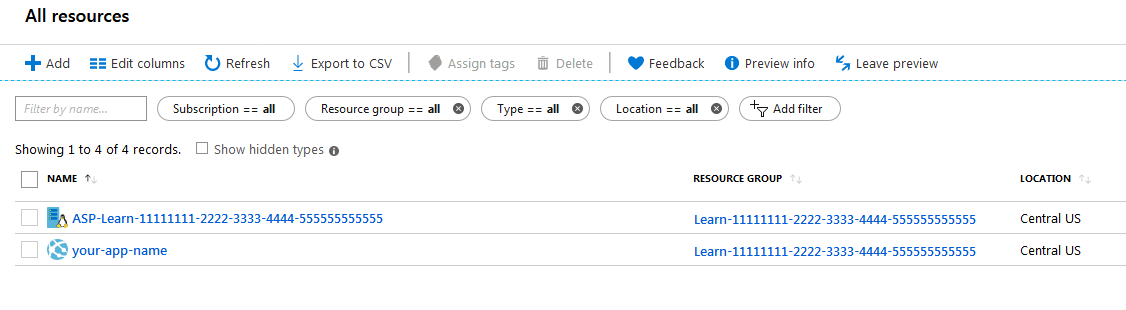 All resources
Add Edit columns Refresh Export to CSV Assign tags Delete Feedback Preview info Leave preview
Filter by name... Subscription == all Resource group == all Type == all Location == all Add filter
Showing 1 to 4 of 4 records. Show hidden types
NAME RESOURCE GROUP LOCATION
ASP-Learn-11111111-2222-3333-4444-555555555555 Learn-11111111-2222-3333-4444-555555555555 Central US
your-app-name Learn-11111111-2222-3333-4444-555555555555 Central US